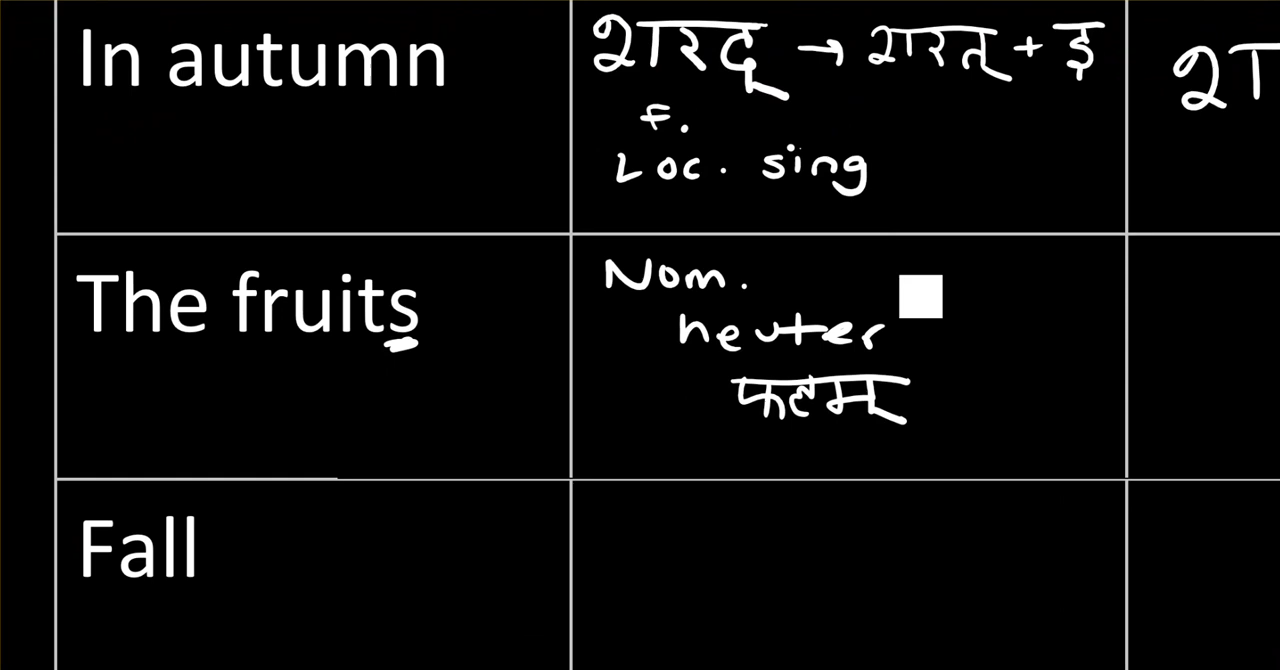 In autumn
शरद् → शरत् + इ
F.
Loc. sing
श
The fruits
Nom.
neuter
फलम्
Fall